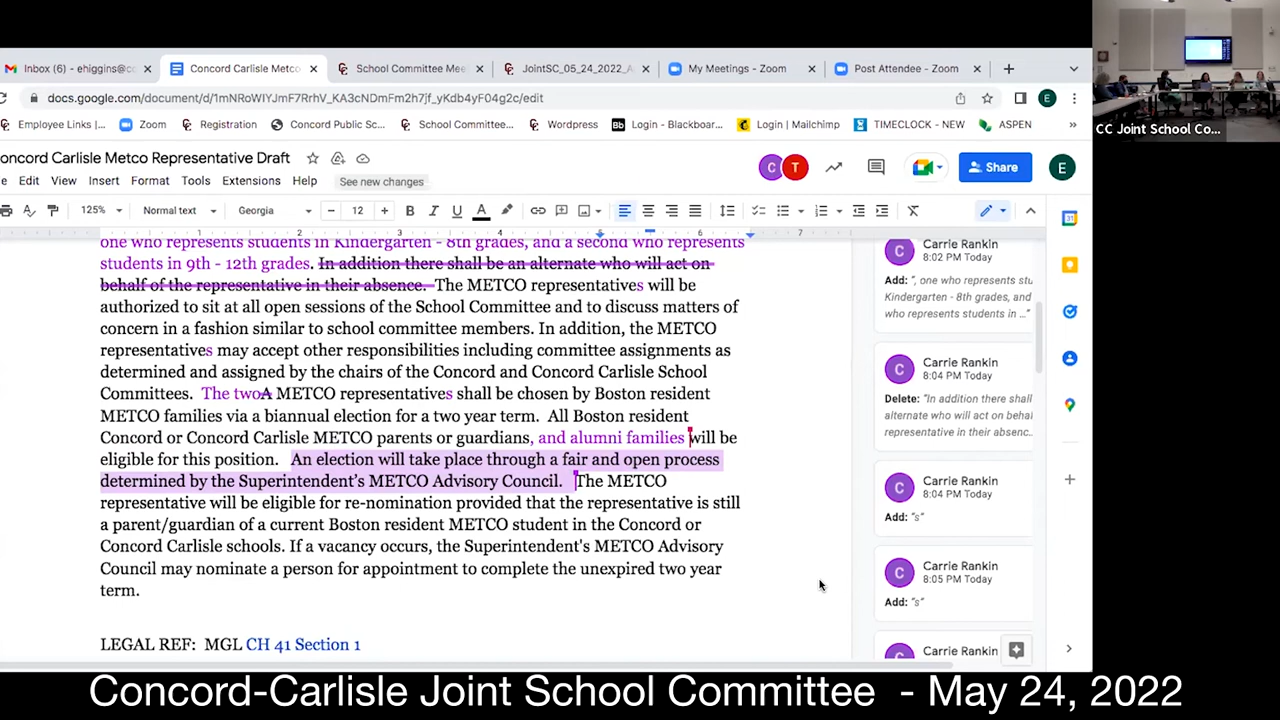 Inbox (6) - ehiggins@cc
Concord Carlisle Metco
School Committee Mee
JointSC_05_24_2022_A
My Meetings - Zoom
Post Attendee - Zoom
docs.google.com/document/d/1mNRoWIYJmF7RrhV_KA3cNDmFm2h7jf_yKdb4yF04g2c/edit
E
Employee Links |...
Zoom
Registration
Concord Public Sc...
School Committee...
Wordpress
Bb Login - Blackboar...
Login | Mailchimp
TIMECLOCK - NEW
ASPEN
CC Joint School Co...
oncord Carlisle Metco Representative Draft
C T
Share
E
e Edit View Insert Format Tools Extensions Help See new changes
125% Normal text Georgia 12 B I U A
31
1 2 3 4 5 6 7
one who represents students in Kindergarten - 8th grades, and a second who represents
students in 9th - 12th grades. In addition there shall be an alternate who will act on
behalf of the representative in their absence. The METCO representatives will be
authorized to sit at all open sessions of the School Committee and to discuss matters of
concern in a fashion similar to school committee members. In addition, the METCO
representatives may accept other responsibilities including committee assignments as
determined and assigned by the chairs of the Concord and Concord Carlisle School
Committees. The twoA METCO representatives shall be chosen by Boston resident
METCO families via a biannual election for a two year term. All Boston resident
Concord or Concord Carlisle METCO parents or guardians, and alumni families will be
eligible for this position. An election will take place through a fair and open process
determined by the Superintendent's METCO Advisory Council. The METCO
representative will be eligible for re-nomination provided that the representative is still
a parent/guardian of a current Boston resident METCO student in the Concord or
Concord Carlisle schools. If a vacancy occurs, the Superintendent's METCO Advisory
Council may nominate a person for appointment to complete the unexpired two year
term.
LEGAL REF: MGL CH 41 Section 1
C
Carrie Rankin
8:02 PM Today
Add: ", one who represents stu
Kindergarten - 8th grades, and
who represents students in ..."
C
Carrie Rankin
8:04 PM Today
Delete: "In addition there shall
alternate who will act on behal
representative in their absenc..
C
Carrie Rankin
8:04 PM Today
Add: "s"
C
Carrie Rankin
8:05 PM Today
Add: "s"
C
Carrie Rankin
Concord-Carlisle Joint School Committee - May 24, 2022